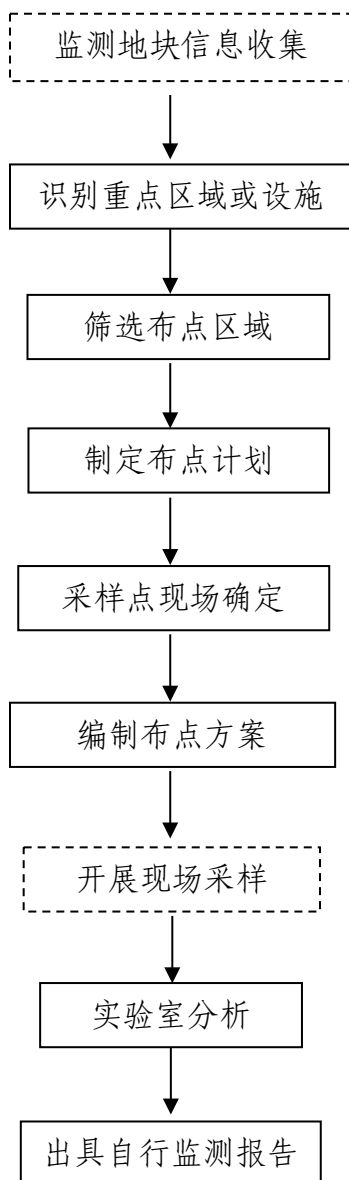 监测地块信息收集
识别重点区域或设施
筛选布点区域
制定布点计划
采样点现场确定
编制布点方案
开展现场采样
实验室分析
出具自行监测报告